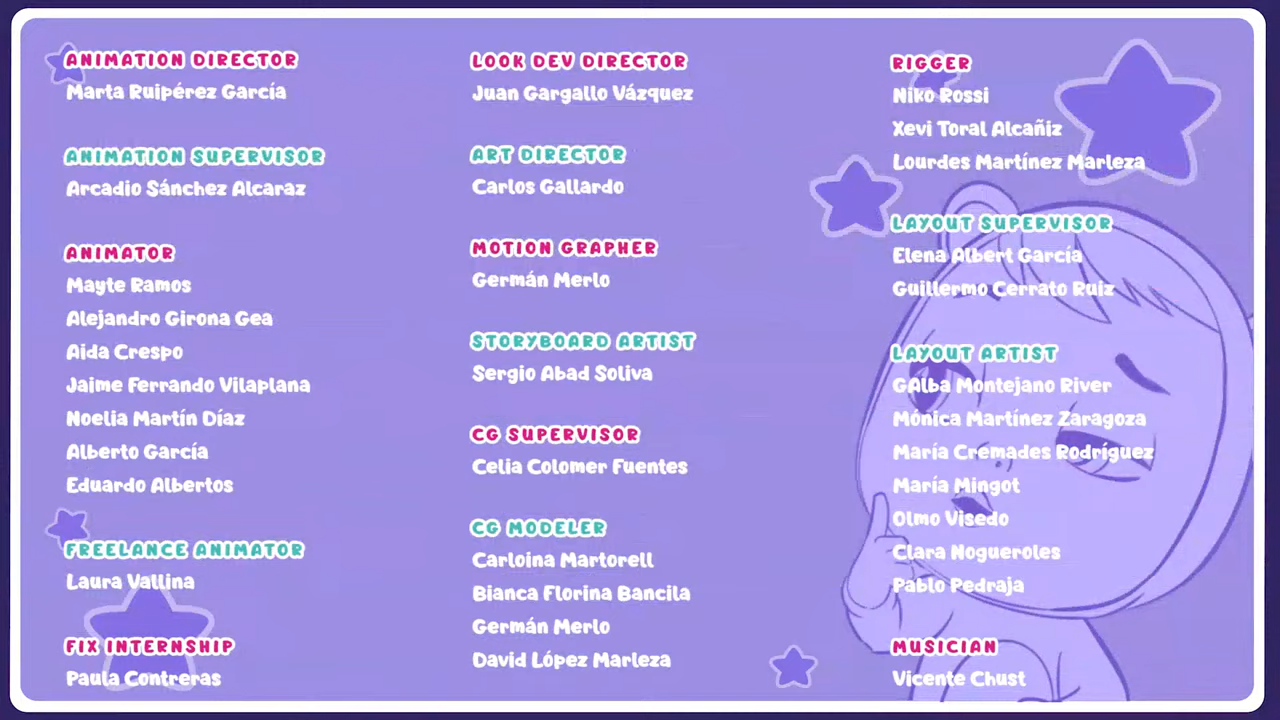 ANIMATION DIRECTOR
Marta Ruipérez García
ANIMATION SUPERVISOR
Arcadio Sánchez Alcaraz
ANIMATOR
Mayte Ramos
Alejandro Girona Gea
Aida Crespo
Jaime Ferrando Vilaplana
Noelia Martín Díaz
Alberto García
Eduardo Albertos
FREELANCE ANIMATOR
Laura Vallina
FIX INTERNSHIP
Paula Contreras
LOOK DEV DIRECTOR
Juan Gargallo Vázquez
ART DIRECTOR
Carlos Gallardo
MOTION GRAPHER
Germán Merlo
STORYBOARD ARTIST
Sergio Abad Soliva
CG SUPERVISOR
Celia Colomer Fuentes
CG MODELER
Carloina Martorell
Bianca Florina Bancila
Germán Merlo
David López Marleza
RIGGER
Niko Rossi
Xevi Toral Alcañiz
Lourdes Martínez Marleza
LAYOUT SUPERVISOR
Elena Albert García
Guillermo Cerrato Ruiz
LAYOUT ARTIST
GAlba Montejano River
Mónica Martínez Zaragoza
María Cremades Rodríguez
María Mingot
Olmo Visedo
Clara Nogueroles
Pablo Pedraja
MUSICIAN
Vicente Chust